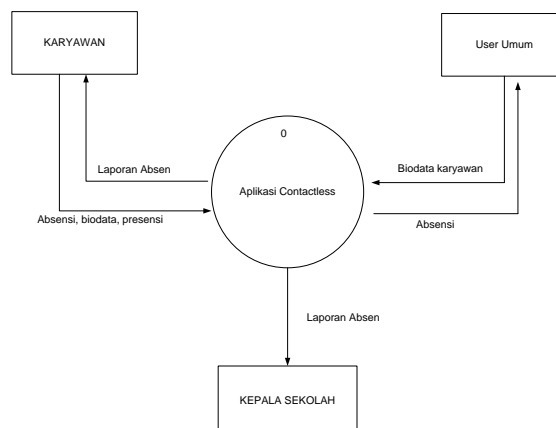 KARYAWAN
User Umum
0
Laporan Absen
Biodata karyawan
Aplikasi Contactless
Absensi, biodata, presensi
Absensi
Laporan Absen
KEPALA SEKOLAH